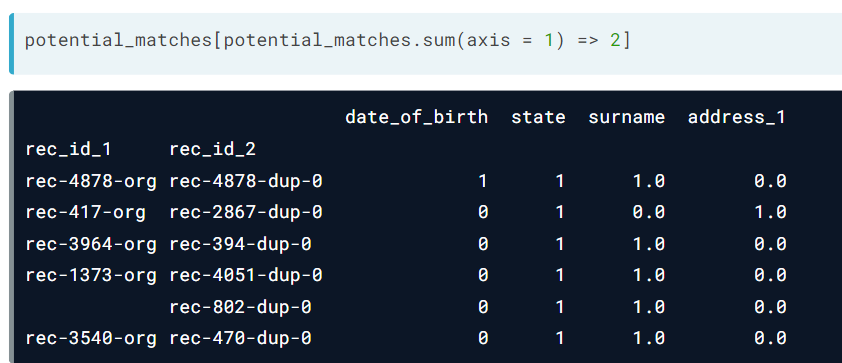 potential_matches[potential_matches.sum(axis = 1) => 2]
date_of_birth state surname address_1
rec_id_1 rec_id_2
rec-4878-org rec-4878-dup-0 1 1 1.0 0.0
rec-417-org rec-2867-dup-0 0 1 0.0 1.0
rec-3964-org rec-394-dup-0 0 1 1.0 0.0
rec-1373-org rec-4051-dup-0 0 1 1.0 0.0
rec-802-dup-0 0 1 1.0 0.0
rec-3540-org rec-470-dup-0 0 1 1.0 0.0